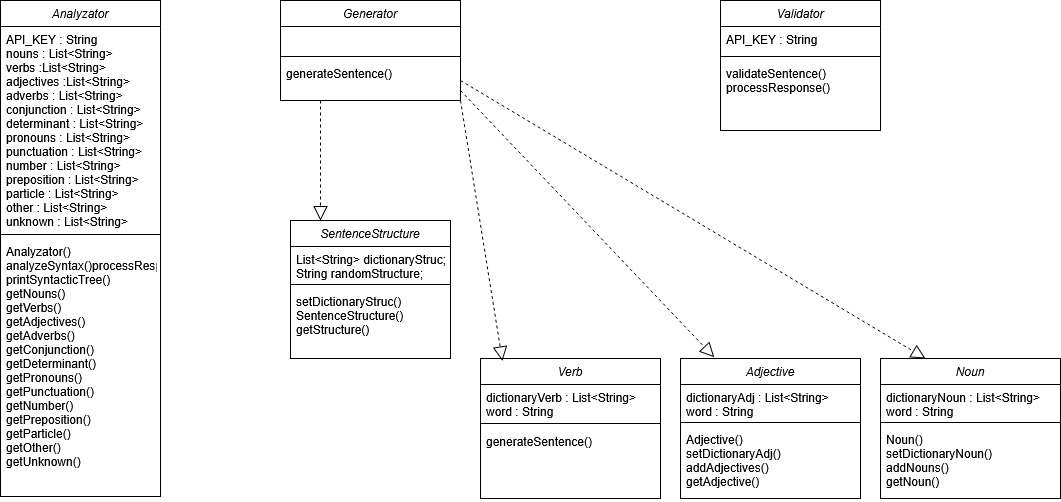 Analyzator
API_KEY : String
nouns : List<String>
verbs :List<String>
adjectives :List<String>
adverbs : List<String>
conjunction : List<String>
determinant : List<String>
pronouns : List<String>
punctuation : List<String>
number : List<String>
preposition : List<String>
particle : List<String>
other : List<String>
unknown : List<String>
Analyzator()
analyzeSyntax()processResp
printSyntacticTree()
getNouns()
getVerbs()
getAdjectives()
getAdverbs()
getConjunction()
getDeterminant()
getPronouns()
getPunctuation()
getNumber()
getPreposition()
getParticle()
getOther()
getUnknown()
Generator
generateSentence()
Validator
API_KEY : String
validateSentence()
processResponse()
SentenceStructure
List<String> dictionaryStruc;
String randomStructure;
setDictionaryStruc()
SentenceStructure()
getStructure()
Verb
dictionaryVerb : List<String>
word : String
generateSentence()
Adjective
dictionaryAdj : List<String>
word : String
Adjective()
setDictionaryAdj()
addAdjectives()
getAdjective()
Noun
dictionaryNoun : List<String>
word : String
Noun()
setDictionaryNoun()
addNouns()
getNoun()